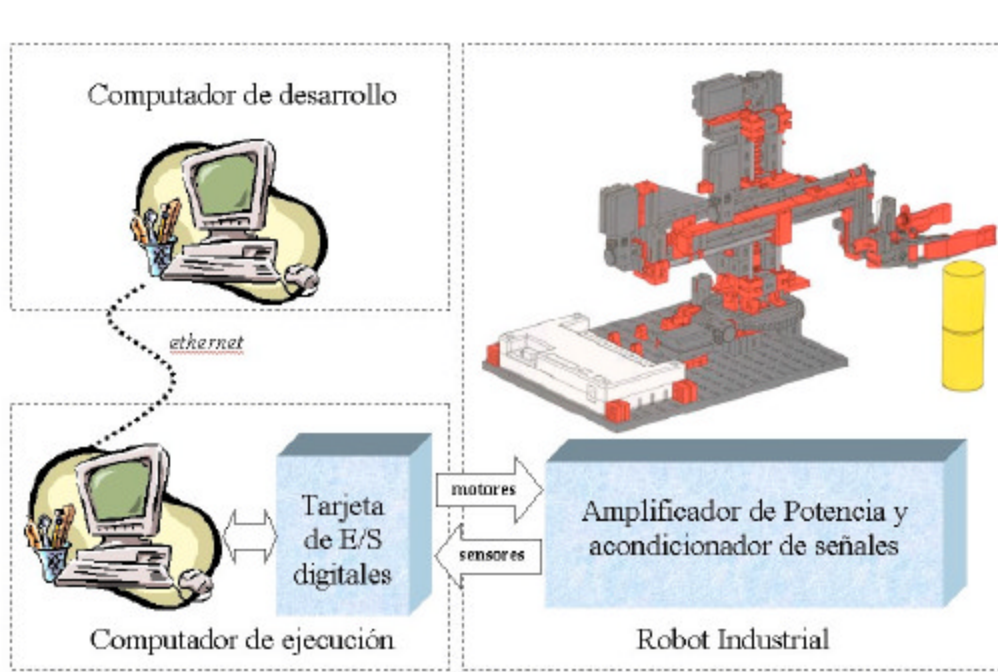 Computador de desarrollo
ethernet
Tarjeta
de E/S
digitales
motores
sensores
Amplificador de Potencia y
acondicionador de señales
Computador de ejecución
Robot Industrial